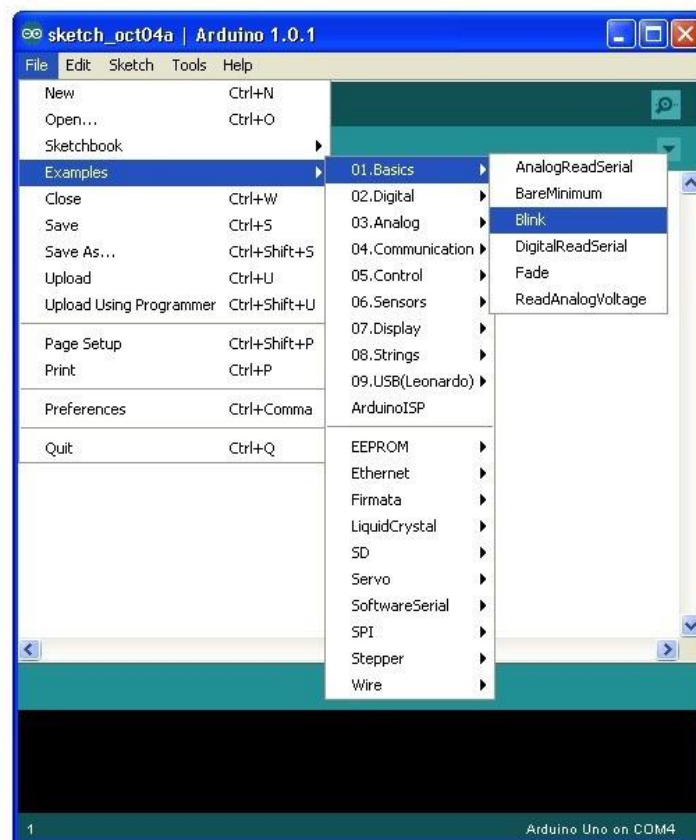 sketch_oct04a | Arduino 1.0.1
File Edit Sketch Tools Help
New Ctrl+N
Open... Ctrl+O
Sketchbook
Examples
Close Ctrl+W
Save Ctrl+S
Save As... Ctrl+Shift+S
Upload Ctrl+U
Upload Using Programmer Ctrl+Shift+U
Page Setup Ctrl+Shift+P
Print Ctrl+P
Preferences Ctrl+Comma
Quit Ctrl+Q
01.Basics
02.Digital
03.Analog
04.Communication
05.Control
06.Sensors
07.Display
08.Strings
09.USB(Leonardo)
ArduinoISP
EEPROM
Ethernet
Firmata
LiquidCrystal
SD
Servo
SoftwareSerial
SPI
Stepper
Wire
AnalogReadSerial
BareMinimum
Blink
DigitalReadSerial
Fade
ReadAnalogVoltage
1 Arduino Uno on COM4